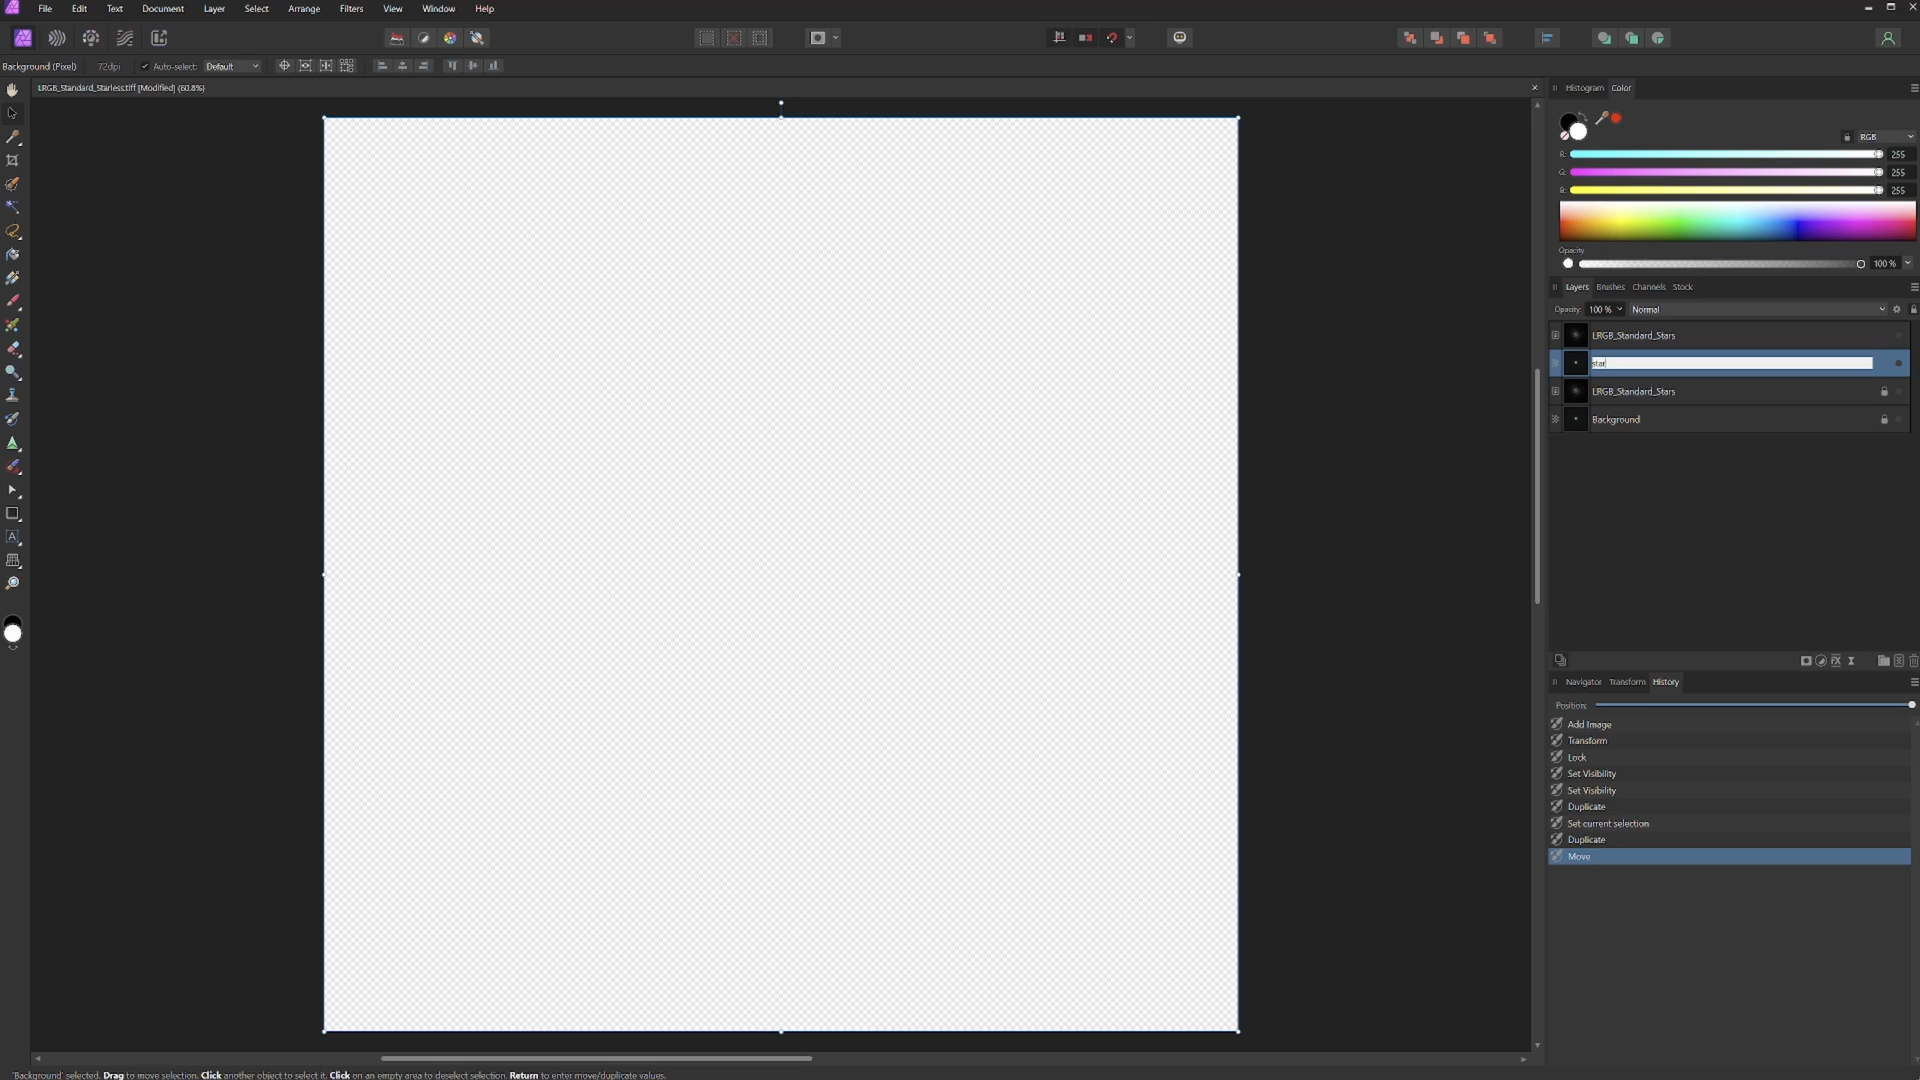 File Edit Text Document Layer Select Arrange Filters View Window Help
Background (Pixel) 72dpi Auto-select: Default
LRGB_Standard_Starless.tiff [Modified] (60.8%)
Histogram Color
RGB
R: 255
G: 255
B: 255
Opacity
100 %
Layers Brushes Channels Stock
Opacity: 100 % Normal
LRGB_Standard_Stars
star
LRGB_Standard_Stars
Background
Navigator Transform History
Position:
Add Image
Transform
Lock
Set Visibility
Set Visibility
Duplicate
Set current selection
Duplicate
Move
'Background' selected. Drag to move selection. Click another object to select it. Click on an empty area to deselect selection. Return to enter move/duplicate values.